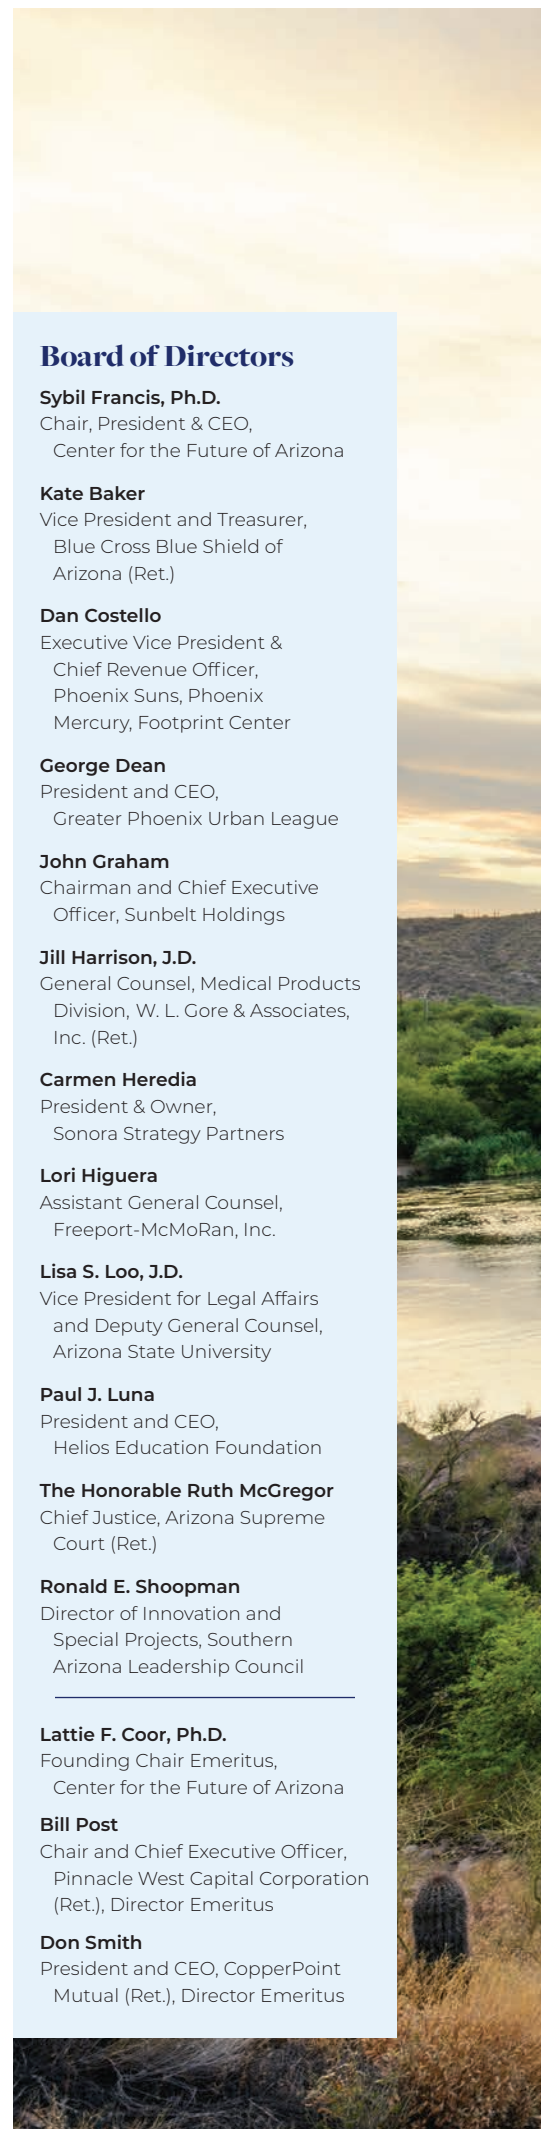 Board of Directors
Sybil Francis, Ph.D.
Chair, President & CEO,
Center for the Future of Arizona
Kate Baker
Vice President and Treasurer,
Blue Cross Blue Shield of
Arizona (Ret.)
Dan Costello
Executive Vice President &
Chief Revenue Officer,
Phoenix Suns, Phoenix
Mercury, Footprint Center
George Dean
President and CEO,
Greater Phoenix Urban League
John Graham
Chairman and Chief Executive
Officer, Sunbelt Holdings
Jill Harrison, J.D.
General Counsel, Medical Products
Division, W. L. Gore & Associates,
Inc. (Ret.)
Carmen Heredia
President & Owner,
Sonora Strategy Partners
Lori Higuera
Assistant General Counsel,
Freeport-McMoRan, Inc.
Lisa S. Loo, J.D.
Vice President for Legal Affairs
and Deputy General Counsel,
Arizona State University
Paul J. Luna
President and CEO,
Helios Education Foundation
The Honorable Ruth McGregor
Chief Justice, Arizona Supreme
Court (Ret.)
Ronald E. Shoopman
Director of Innovation and
Special Projects, Southern
Arizona Leadership Council
Lattie F. Coor, Ph.D.
Founding Chair Emeritus,
Center for the Future of Arizona
Bill Post
Chair and Chief Executive Officer,
Pinnacle West Capital Corporation
(Ret.), Director Emeritus
Don Smith
President and CEO, CopperPoint
Mutual (Ret.), Director Emeritus